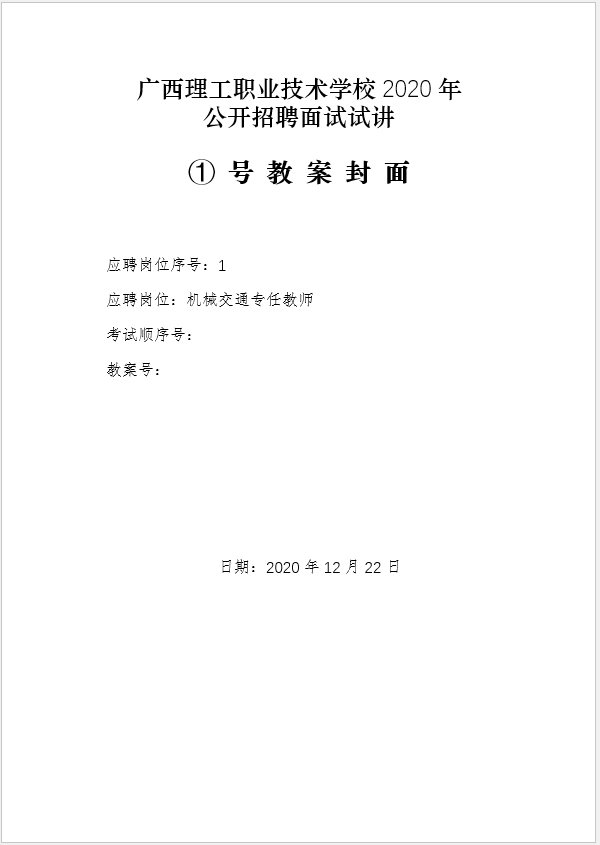 广西理工职业技术学校 2020 年
公开招聘面试试讲
① 号 教 案 封 面
应聘岗位序号：1
应聘岗位：机械交通专任教师
考试顺序号：
教案号：
日期：2020 年 12 月 22 日